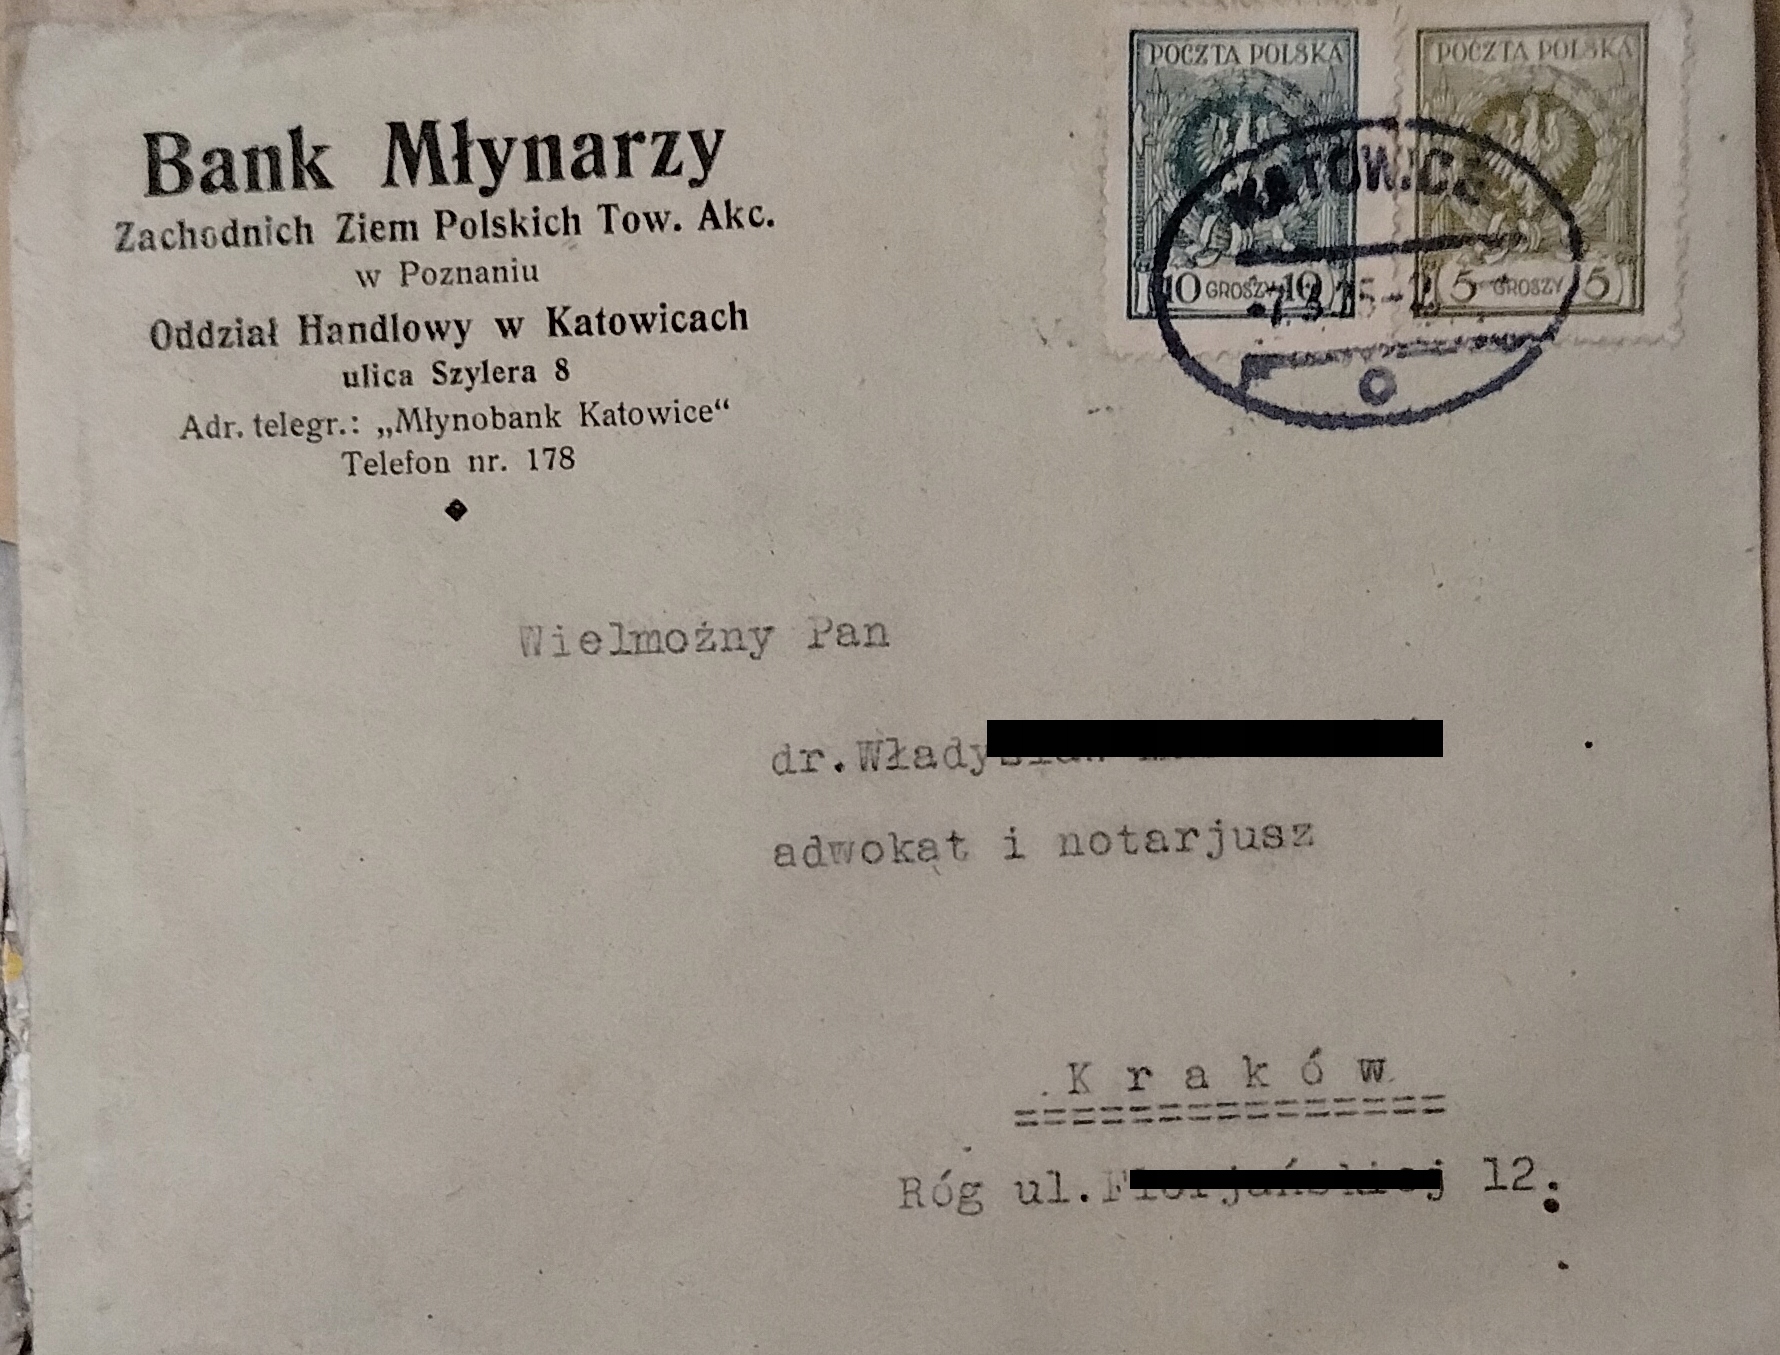 POCZTA POLSKA POCZTA POLSKA
10 GROSZY 10 5 GROSZY 5
KATOWICE
Bank Młynarzy
Zachodnich Ziem Polskich Tow. Akc.
w Poznaniu
Oddział Handlowy w Katowicach
ulica Szylera 8
Adr. telegr.: „Młynobank Katowice“
Telefon nr. 178
Wielmożny Pan
dr.Włady
adwokat i notarjusz
Kraków
Róg ul. 12.